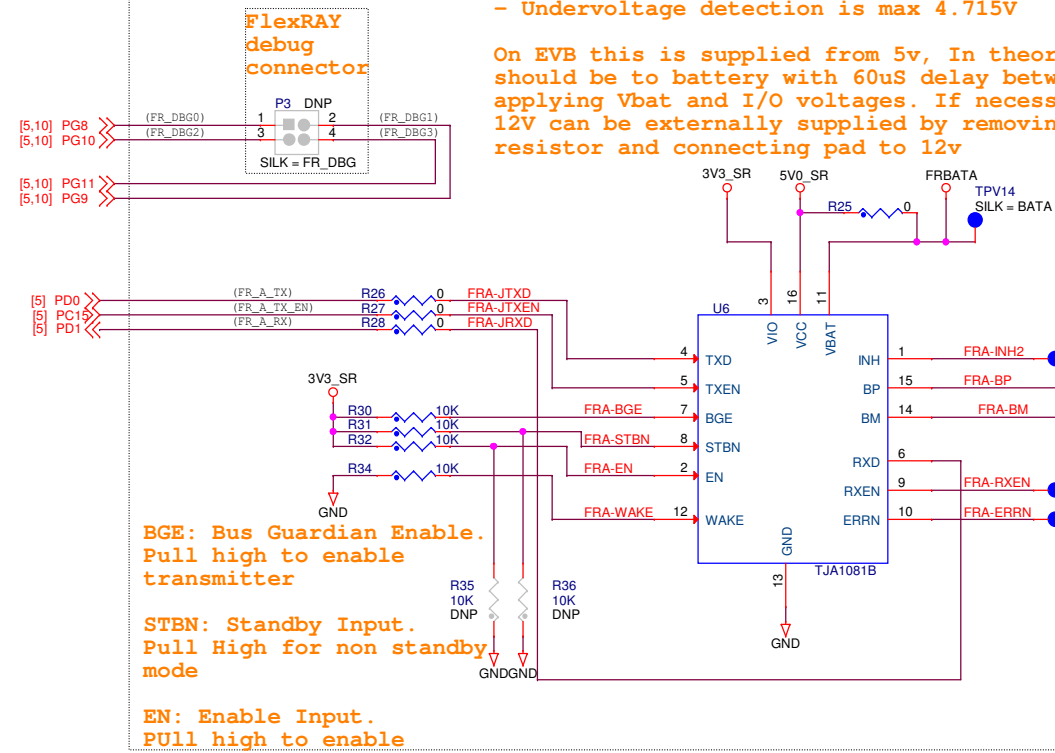 - Undervoltage detection is max 4.715V
On EVB this is supplied from 5v, In theor
should be to battery with 60uS delay betw
applying Vbat and I/O voltages. If necess
12V can be externally supplied by removin
resistor and connecting pad to 12v
FlexRAY
debug
connector
P3 DNP
[5,10] PG8 (FR_DBG0) 1 2 (FR_DBG1)
[5,10] PG10 (FR_DBG2) 3 4 (FR_DBG3)
SILK = FR_DBG
[5,10] PG11
[5,10] PG9
3V3_SR 5V0_SR FRBATA
TPV14
SILK = BATA
R25 0
[5] PD0 (FR_A_TX) R26 0 FRA-JTXD
[5] PC15 (FR_A_TX_EN) R27 0 FRA-JTXEN
[5] PD1 (FR_A_RX) R28 0 FRA-JRXD
U6
3 16 11
VIO VCC VBAT
4 TXD INH 1 FRA-INH2
5 TXEN BP 15 FRA-BP
3V3_SR
R30 10K FRA-BGE 7 BGE BM 14 FRA-BM
R31 10K
R32 10K FRA-STBN 8 STBN
RXD 6
R34 10K FRA-EN 2 EN
RXEN 9 FRA-RXEN
GND
FRA-WAKE 12 WAKE ERRN 10 FRA-ERRN
GND
TJA1081B
13
GND
BGE: Bus Guardian Enable.
Pull high to enable
transmitter
R35
10K
DNP
R36
10K
DNP
GND GND
STBN: Standby Input.
Pull High for non standby
mode
EN: Enable Input.
PUll high to enable